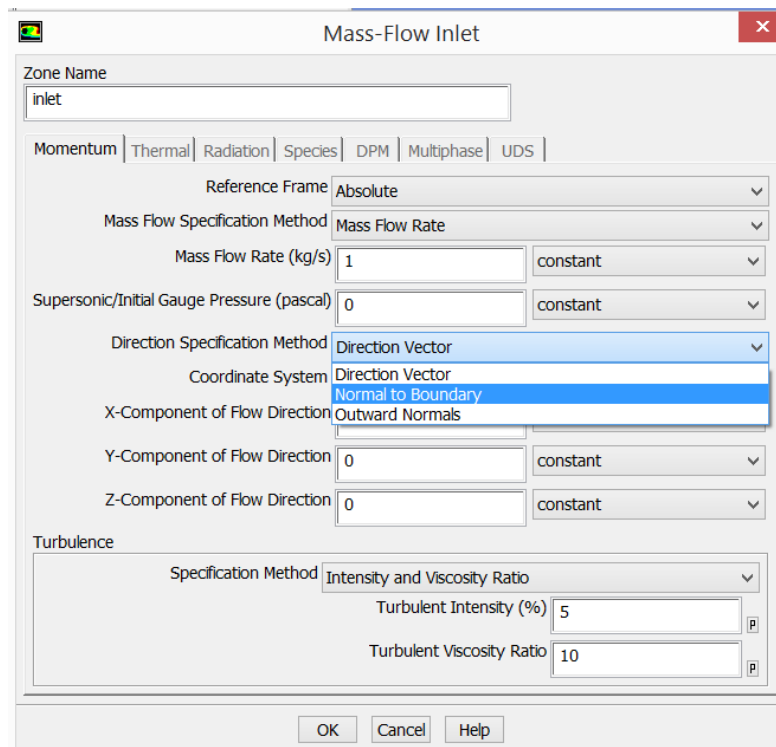 Mass-Flow Inlet
Zone Name
inlet
Momentum Thermal Radiation Species DPM Multiphase UDS
Reference Frame Absolute
Mass Flow Specification Method Mass Flow Rate
Mass Flow Rate (kg/s) 1 constant
Supersonic/Initial Gauge Pressure (pascal) 0 constant
Direction Specification Method Direction Vector
Coordinate System Direction Vector
Normal to Boundary
X-Component of Flow Direction Outward Normals
Y-Component of Flow Direction 0 constant
Z-Component of Flow Direction 0 constant
Turbulence
Specification Method Intensity and Viscosity Ratio
Turbulent Intensity (%) 5 P
Turbulent Viscosity Ratio 10 P
OK Cancel Help